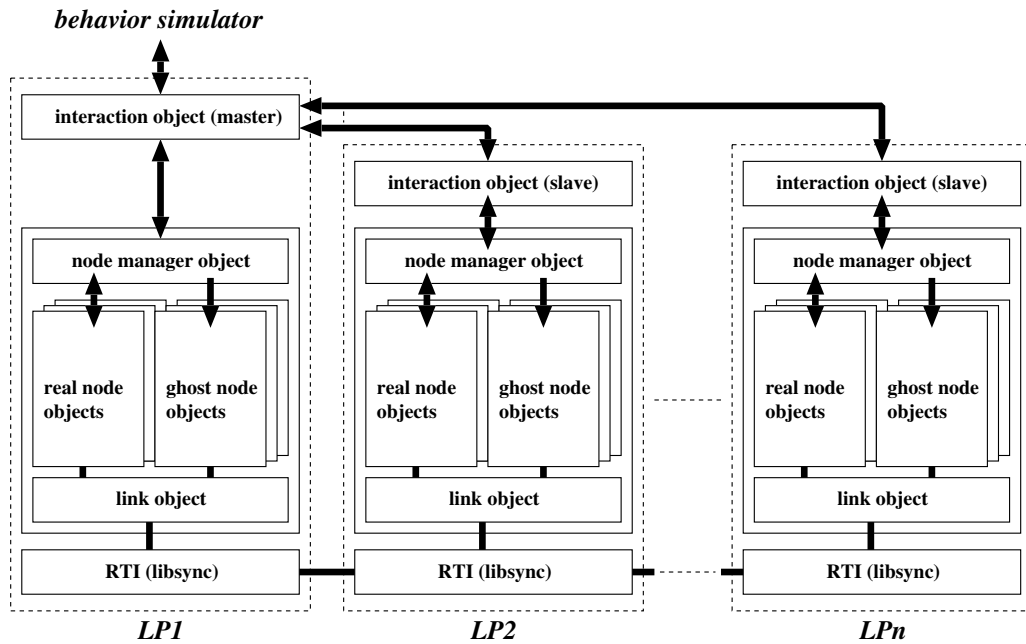 behavior simulator
interaction object (master)
interaction object (slave)
interaction object (slave)
node manager object
node manager object
node manager object
real node
objects
ghost node
objects
real node
objects
ghost node
objects
real node
objects
ghost node
objects
link object
link object
link object
RTI (libsync)
RTI (libsync)
RTI (libsync)
LP1
LP2
LPn